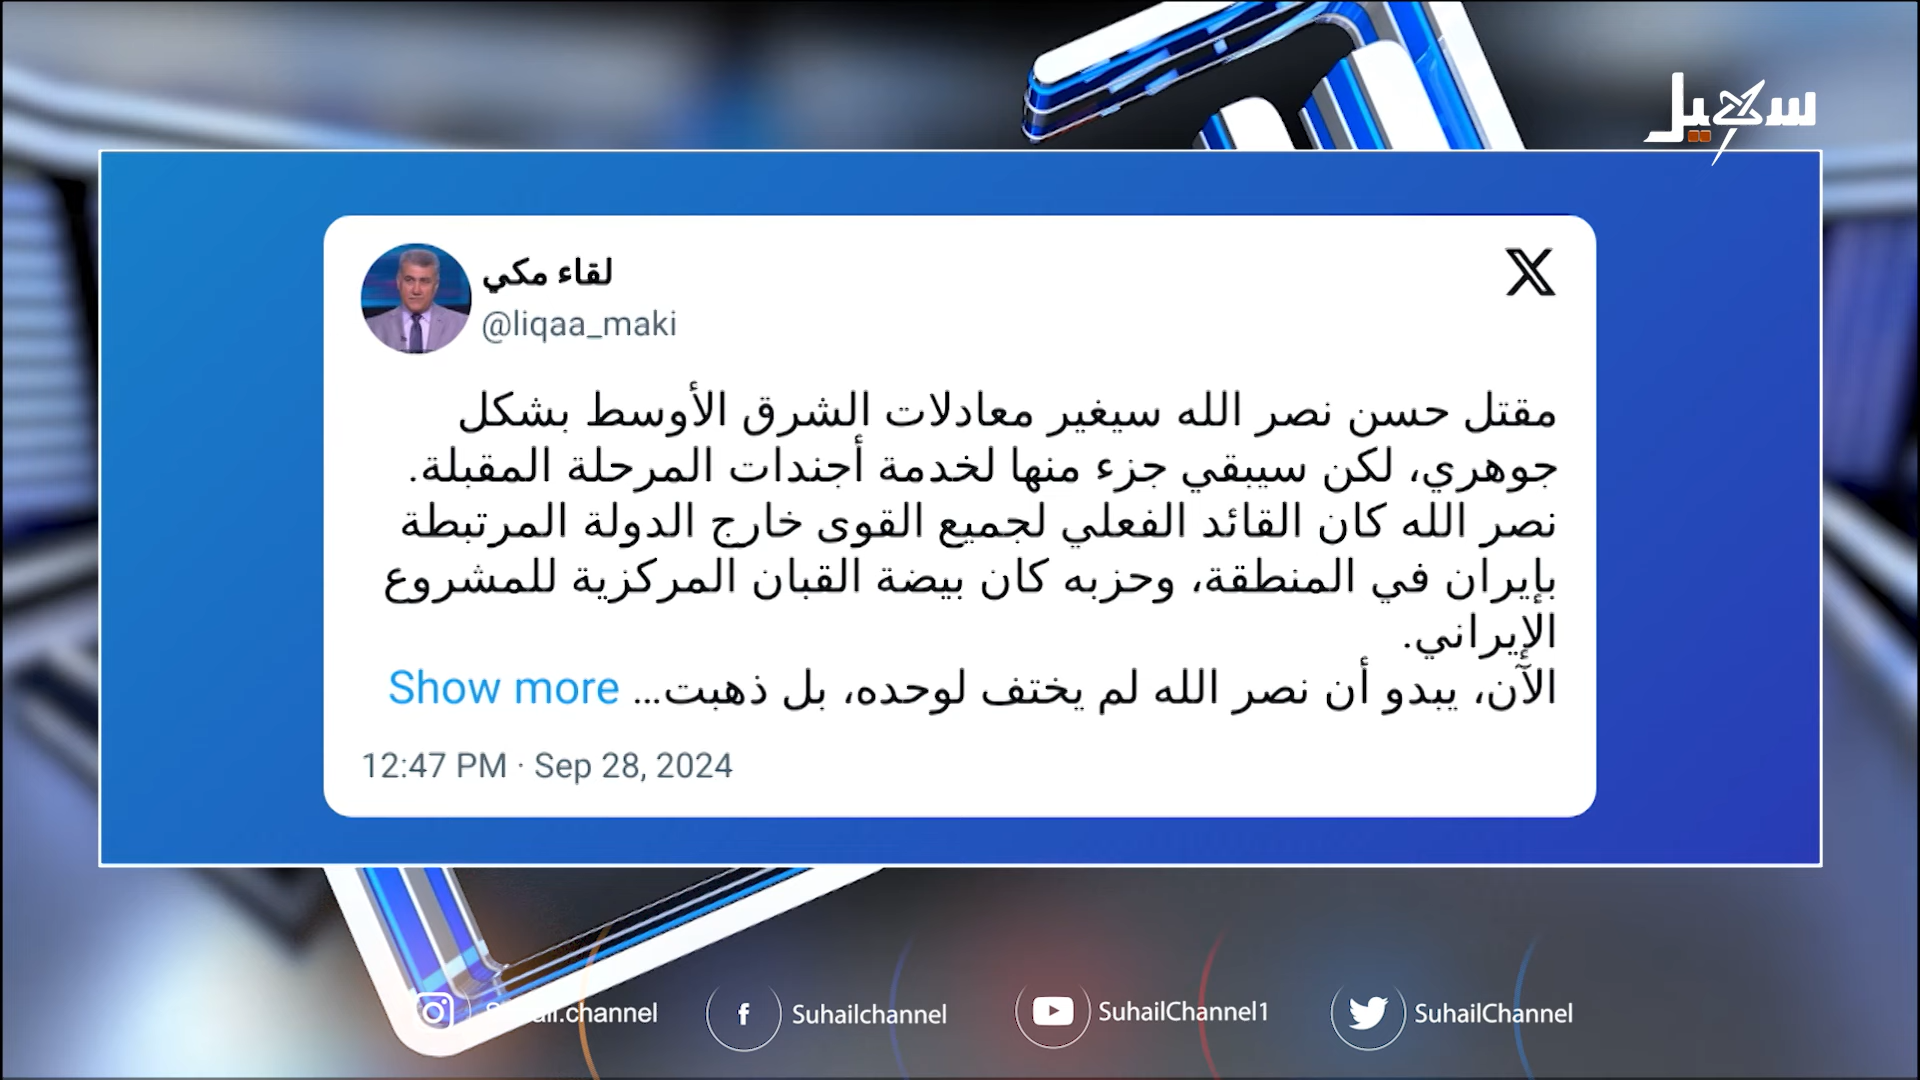 سهيل
لقاء مكي
@liqaa_maki
مقتل حسن نصر الله سيغير معادلات الشرق الأوسط بشكل
جوهري، لكن سيبقي جزء منها لخدمة أجندات المرحلة المقبلة.
نصر الله كان القائد الفعلي لجميع القوى خارج الدولة المرتبطة
بإيران في المنطقة، وحزبه كان بيضة القبان المركزية للمشروع
الإيراني.
الآن، يبدو أن نصر الله لم يختف لوحده، بل ذهبت... Show more
12:47 PM · Sep 28, 2024
Suhail.channel
Suhailchannel
SuhailChannel1
SuhailChannel